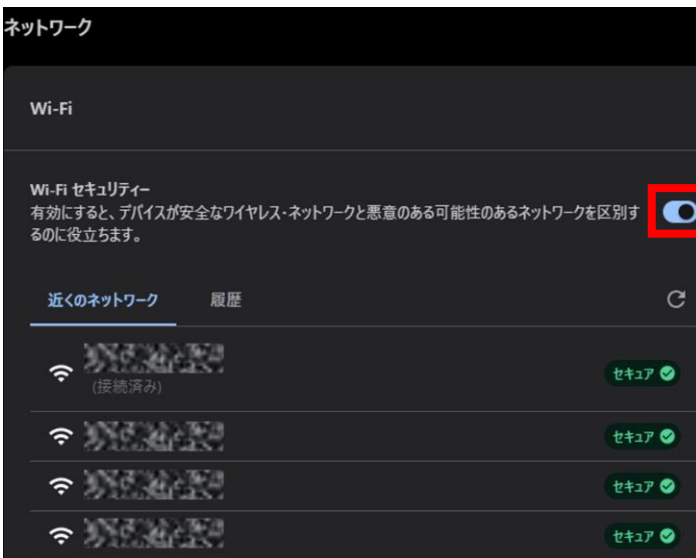 ネットワーク
Wi-Fi
Wi-Fi セキュリティー
有効にすると、デバイスが安全なワイヤレス・ネットワークと悪意のある可能性のあるネットワークを区別す
るのに役立ちます。
近くのネットワーク 履歴
(接続済み)
セキュア
セキュア
セキュア
セキュア